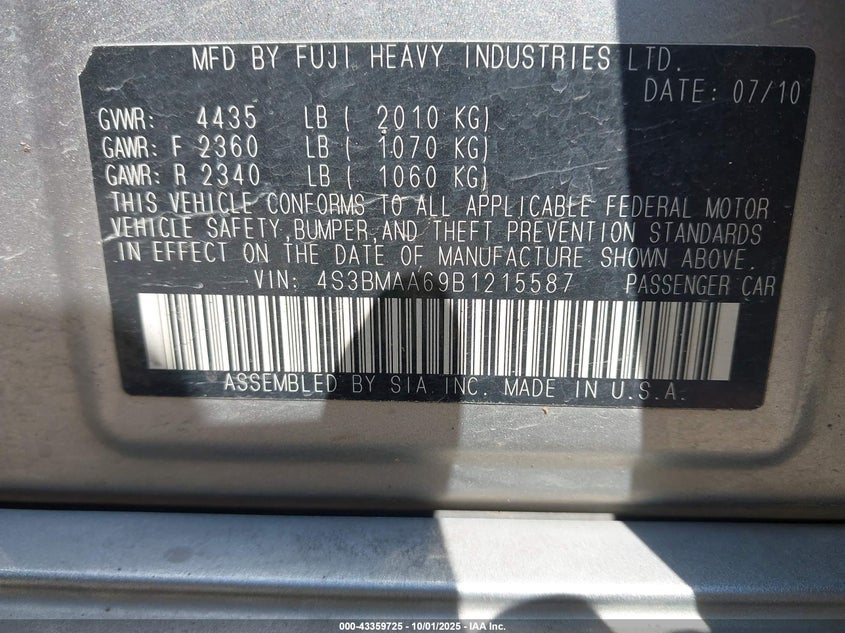 MFD BY FUJI HEAVY INDUSTRIES LTD.
DATE: 07/10
GVWR: 4435 LB ( 2010 KG)
GAWR: F 2360 LB ( 1070 KG)
GAWR: R 2340 LB ( 1060 KG)
THIS VEHICLE CONFORMS TO ALL APPLICABLE FEDERAL MOTOR
VEHICLE SAFETY,BUMPER,AND THEFT PREVENTION STANDARDS
IN EFFECT ON THE DATE OF MANUFACTURE SHOWN ABOVE.
VIN: 4S3BMAA69B1215587 PASSENGER CAR
ASSEMBLED BY SIA INC. MADE IN U.S.A.
000-43359725 - 10/01/2025 - IAA Inc.